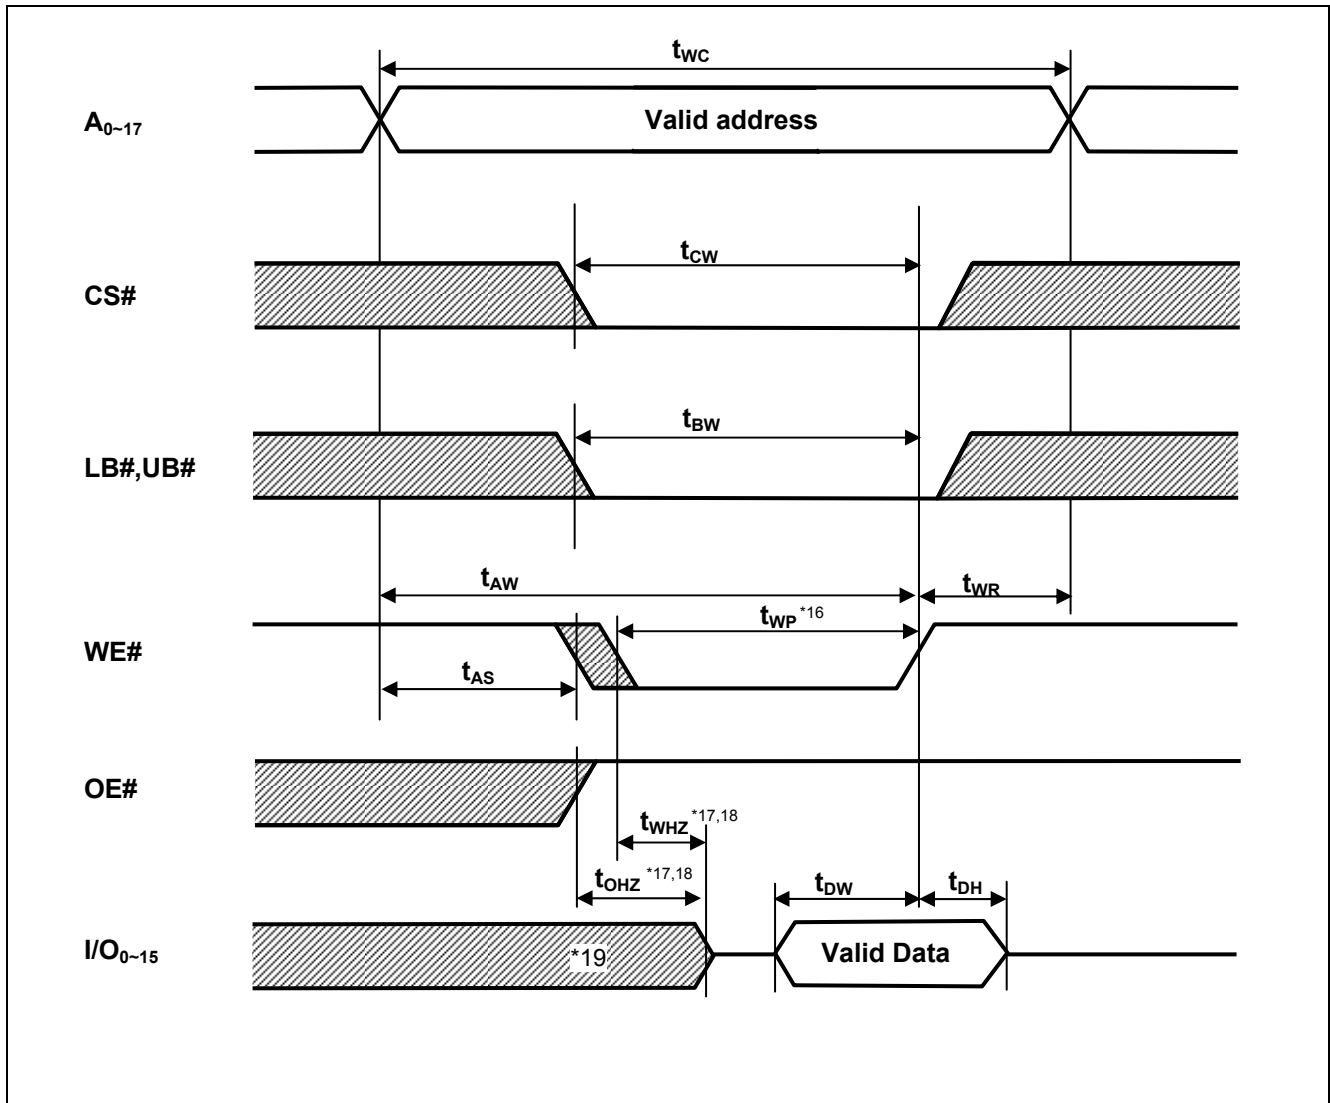 tWC
A0~17
Valid address
tCW
CS#
tBW
LB#,UB#
tAW
tWR
tWP *16
WE#
tAS
OE#
tWHZ *17,18
tOHZ *17,18
tDW
tDH
I/O0~15
*19
Valid Data